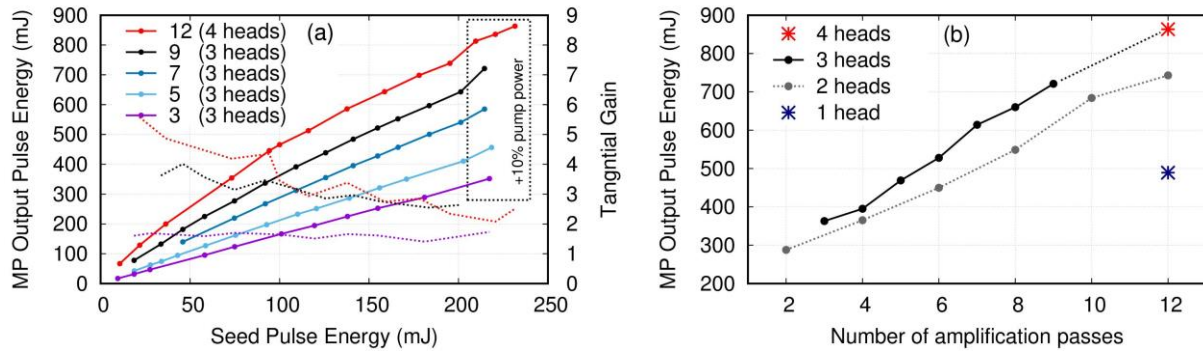 MP Output Pulse Energy (mJ)
900
800
700
600
500
400
300
200
100
0
12 (4 heads)
9 (3 heads)
7 (3 heads)
5 (3 heads)
3 (3 heads)
(a)
+10% pump power
9
8
7
6
5
4
3
2
1
0
Tangntial Gain
0 50 100 150 200 250
Seed Pulse Energy (mJ)
MP Output Pulse Energy (mJ)
900
800
700
600
500
400
300
200
4 heads
3 heads
2 heads
1 head
(b)
2 4 6 8 10 12
Number of amplification passes